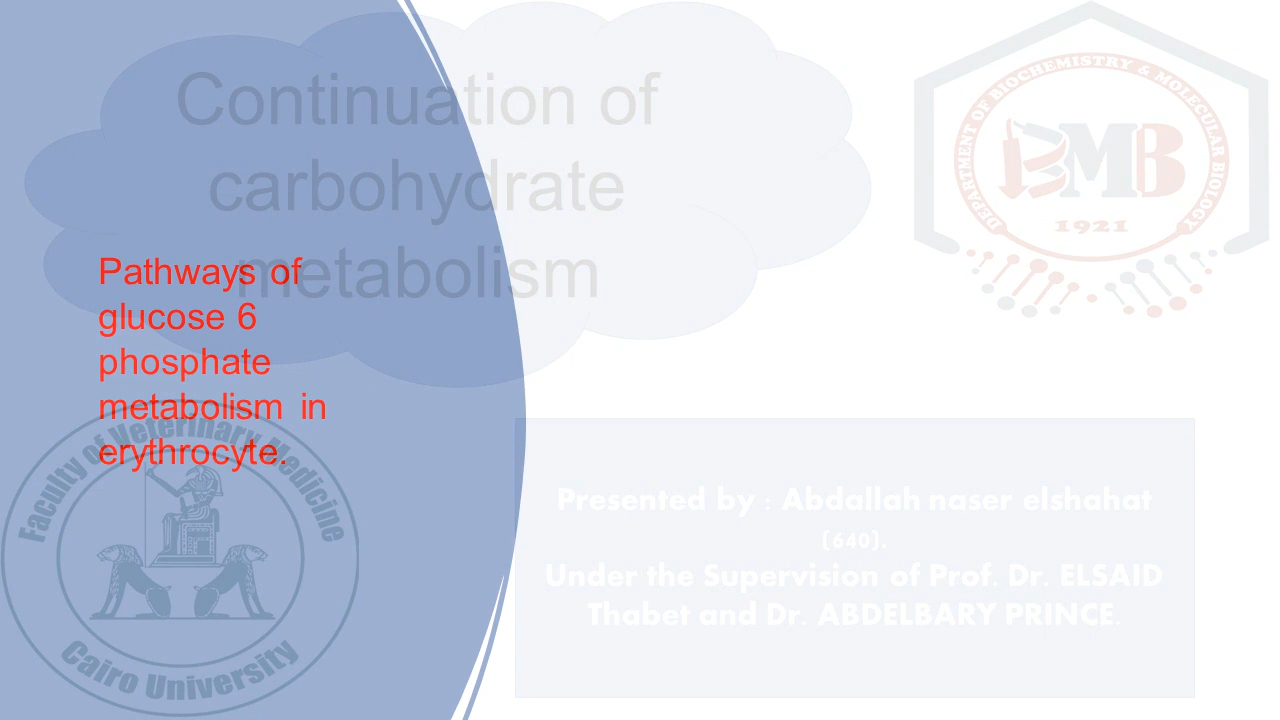 Continuation of
carbohydrate
metabolism
DEPARTMENT OF BIOCHEMISTRY & MOLECULAR BIOLOGY
BMB
1921
Pathways of
glucose 6
phosphate
metabolism in
erythrocyte.
Faculty of Veterinary Medicine
Cairo University
Presented by : Abdallah naser elshahat
(640).
Under the Supervision of Prof. Dr. ELSAID
Thabet and Dr. ABDELBARY PRINCE.